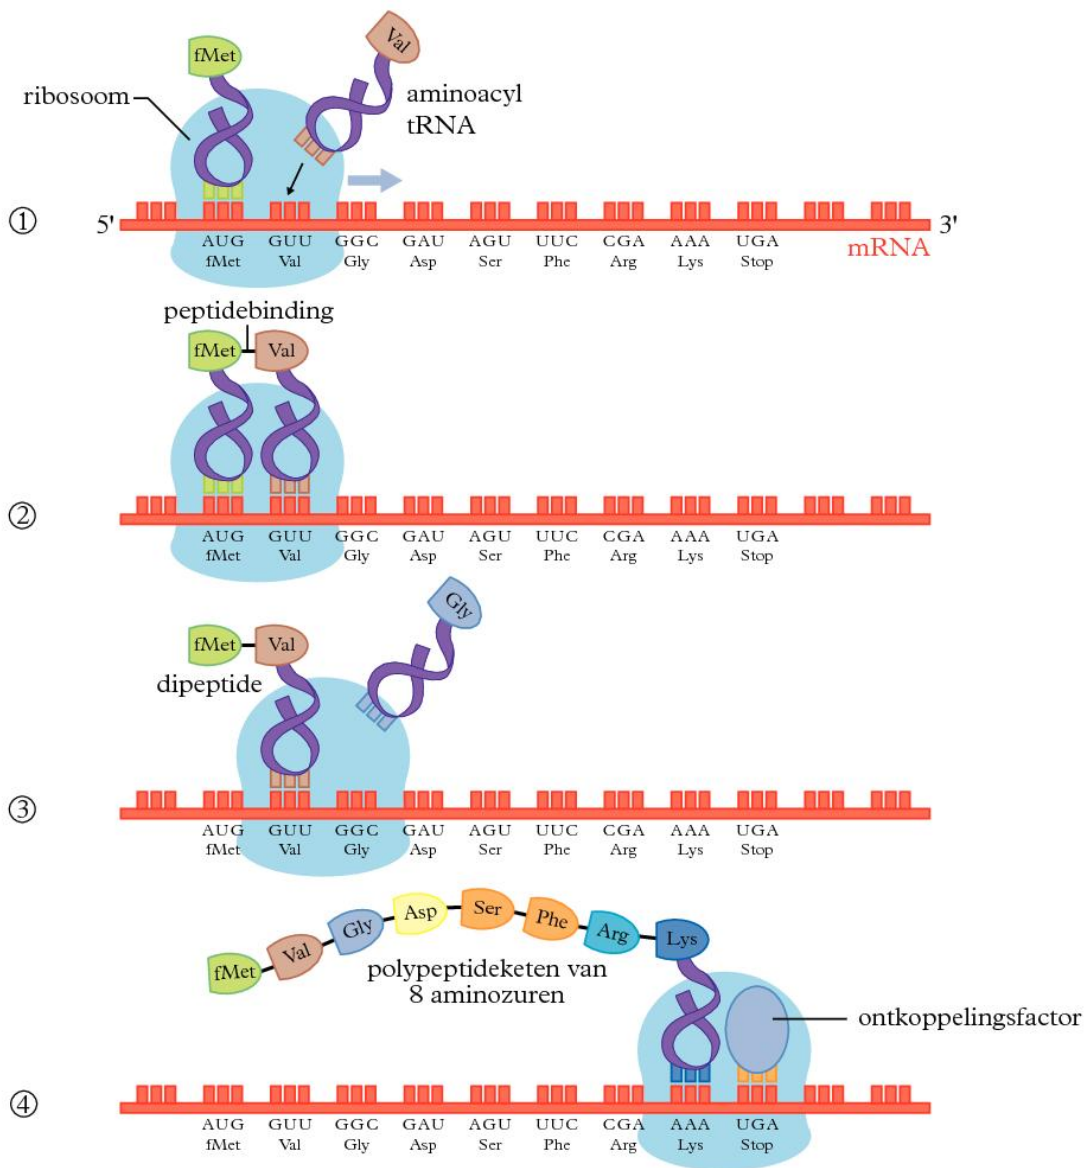 fMet
Val
ribosoom
aminoacyl
tRNA
①
5'
3'
AUG GUU GGC GAU AGU UUC CGA AAA UGA
mRNA
fMet Val Gly Asp Ser Phe Arg Lys Stop
peptidebinding
fMet Val
②
AUG GUU GGC GAU AGU UUC CGA AAA UGA
fMet Val Gly Asp Ser Phe Arg Lys Stop
Gly
fMet Val
dipeptide
③
AUG GUU GGC GAU AGU UUC CGA AAA UGA
fMet Val Gly Asp Ser Phe Arg Lys Stop
fMet Val Gly Asp Ser Phe Arg Lys
polypeptideketen van
8 aminozuren
ontkoppelingsfactor
④
AUG GUU GGC GAU AGU UUC CGA AAA UGA
fMet Val Gly Asp Ser Phe Arg Lys Stop